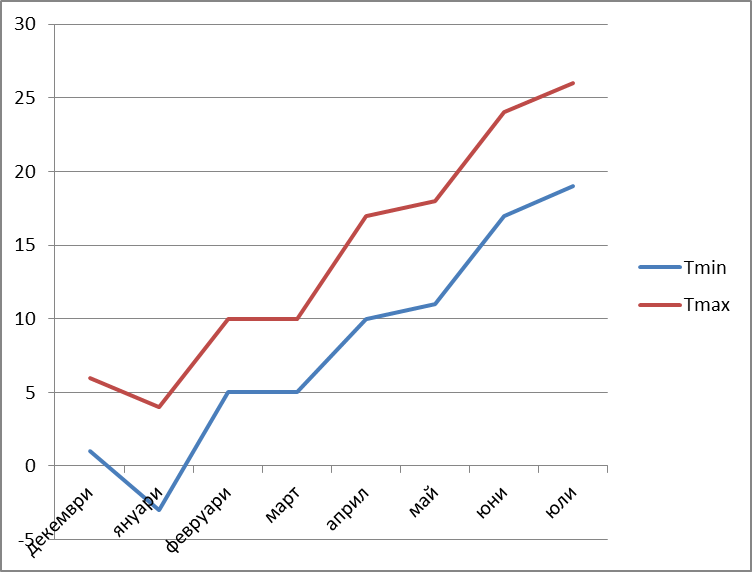 30
25
20
15
10
5
0
-5
декември
януари
февруари
март
април
май
юни
юли
Tmin
Tmax